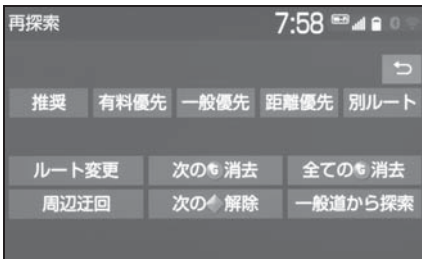 再探索 7:58
推奨 有料優先 一般優先 距離優先 別ルート
ルート変更 次の消去 全ての消去
周辺迂回 次の解除 一般道から探索